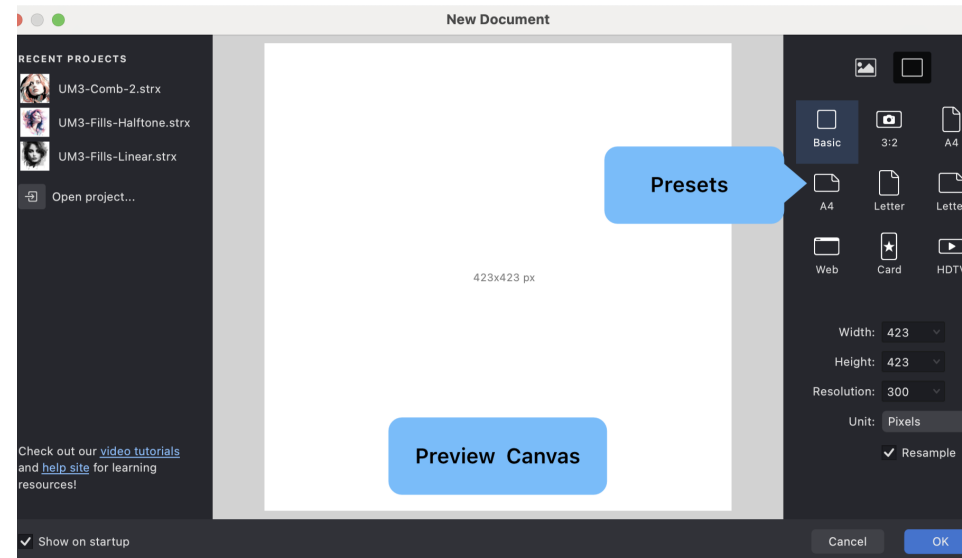 New Document
RECENT PROJECTS
UM3-Comb-2.strx
UM3-Fills-Halftone.strx
UM3-Fills-Linear.strx
Open project...
Check out our video tutorials
and help site for learning
resources!
Show on startup
423x423 px
Preview Canvas
Presets
Basic
3:2
A4
A4
Letter
Lette
Web
Card
HDTV
Width: 423
Height: 423
Resolution: 300
Unit: Pixels
Resample
Cancel
OK